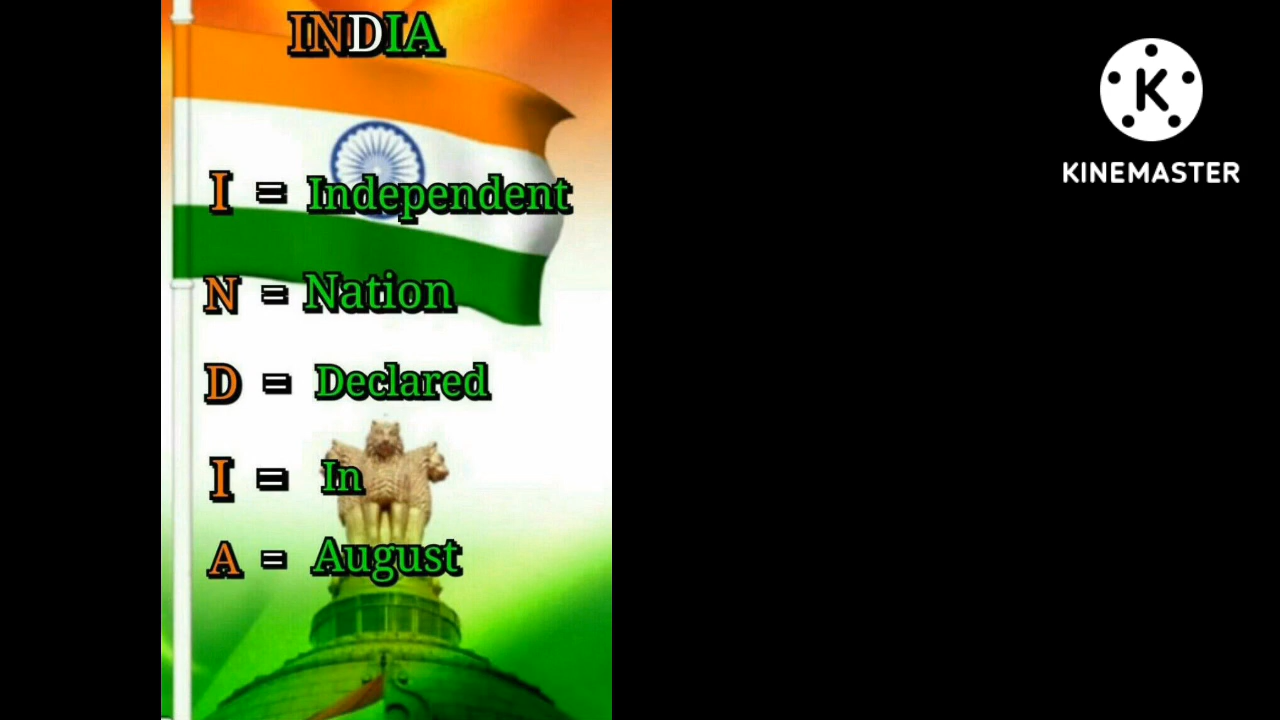 INDIA
I = Independent
N = Nation
D = Declared
I = In
A = August
K
KINEMASTER